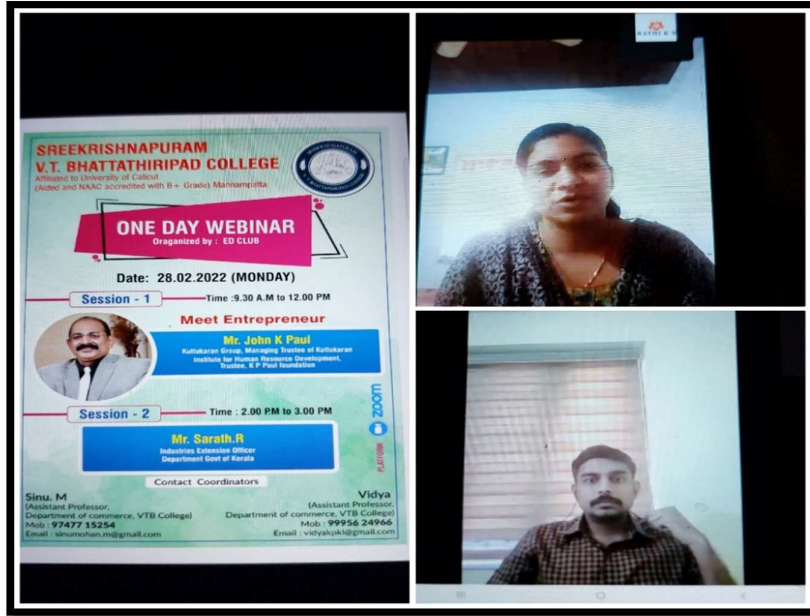 SREEKRISHNAPURAM
V.T. BHATTATHIRIPAD COLLEGE
Affiliated to University of Calicut
(Aided and NAAC accredited with B+ Grade) Mannampatta.
ONE DAY WEBINAR
Oraganized by : ED CLUB
Date: 28.02.2022 (MONDAY)
Session - 1
Time :9.30 A.M to 12.00 PM
Meet Entrepreneur
Mr. John K Paul
Kuttukaran Group, Managing Trustee of Kuttukaran
Institute for Human Resource Development,
Trustee, K P Paul foundation
Session - 2
Time : 2.00 P.M to 3.00 PM
Mr. Sarath.R
Industries Extension Officer
Department Govt of Kerala
PLATFORM zoom
Contact Coordinators
Sinu. M
(Assistant Professor,
Department of commerce, VTB College)
Mob : 97477 15254
Email : sinumohan.m@gmail.com
Vidya
(Assistant Professor,
Department of commerce, VTB College)
Mob : 99956 24966
Email : vidyakpkl@gmail.com